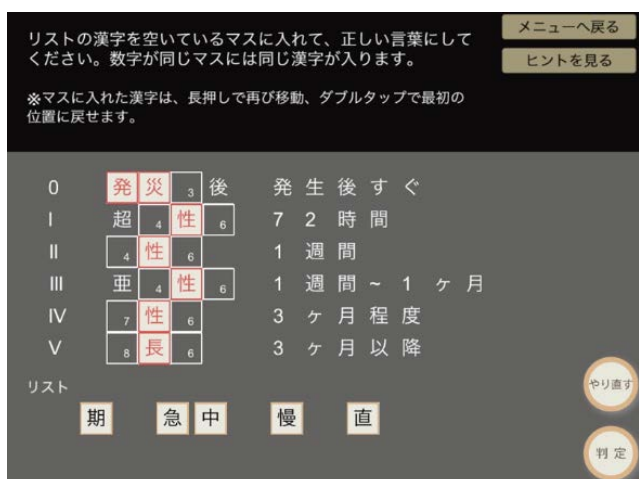 リストの漢字を空いているマスに入れて、正しい言葉にして
ください。数字が同じマスには同じ漢字が入ります。
※マスに入れた漢字は、長押しで再び移動、ダブルタップで最初の
位置に戻せます。
メニューへ戻る
ヒントを見る
0 発災3後 発生後すぐ
I 超4性6 72時間
II 4性6 1週間
III 亜4性6 1週間~1ヶ月
IV 7性6 3ヶ月程度
V 8長6 3ヶ月以降
リスト
期 急 中 慢 直
やり直す
判定